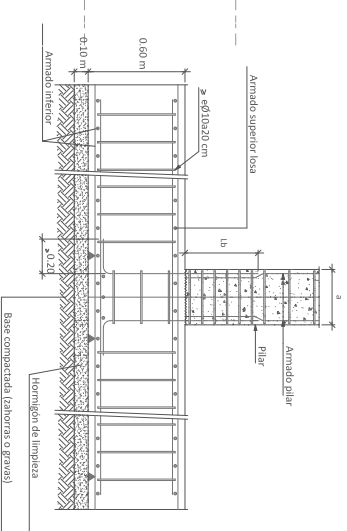 a
Armado pilar
Pilar
Lb
Armado superior losa
≥ eØ10a20 cm
0.60 m
0.10 m
Armado inferior
≥0.20
Hormigón de limpieza
Base compactada (zahorras o gravas)